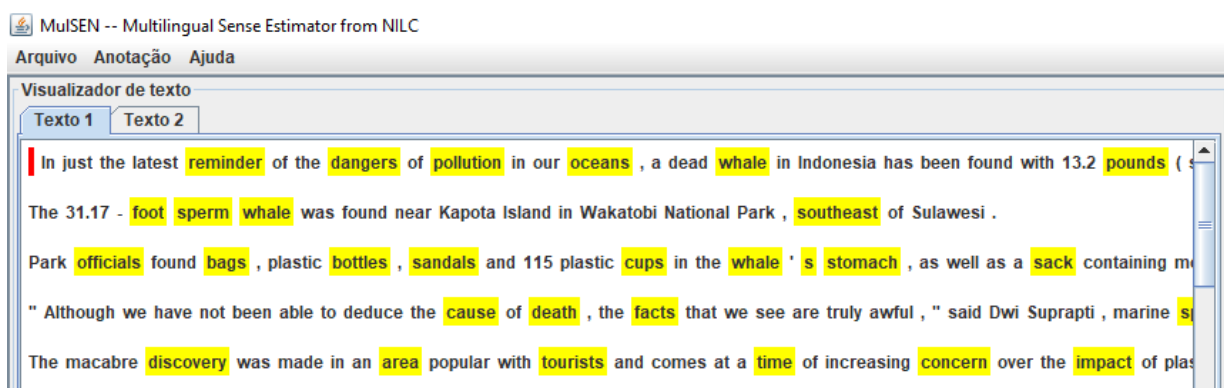 MulSEN -- Multilingual Sense Estimator from NILC
Arquivo Anotação Ajuda
Visualizador de texto
Texto 1 Texto 2
In just the latest reminder of the dangers of pollution in our oceans , a dead whale in Indonesia has been found with 13.2 pounds (
The 31.17 - foot sperm whale was found near Kapota Island in Wakatobi National Park , southeast of Sulawesi .
Park officials found bags , plastic bottles , sandals and 115 plastic cups in the whale ' s stomach , as well as a sack containing
" Although we have not been able to deduce the cause of death , the facts that we see are truly awful , " said Dwi Suprapti , marine
The macabre discovery was made in an area popular with tourists and comes at a time of increasing concern over the impact of